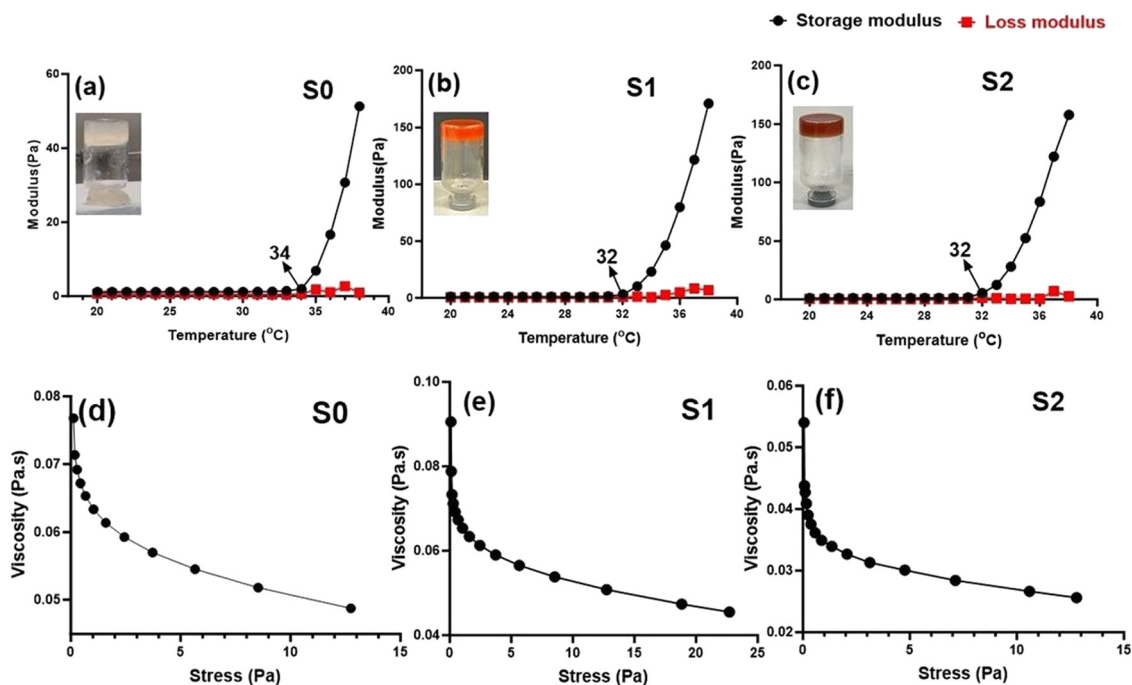 Storage modulus Loss modulus
(a) S0
Modulus(Pa)
60
40
20
0
34
20 25 30 35 40
Temperature (°C)
(b) S1
Modulus(Pa)
200
150
100
50
0
32
20 22 24 26 28 30 32 34 36 38 40
Temperature (°C)
(c) S2
Modulus(Pa)
200
150
100
50
0
32
20 24 28 32 36 40
Temperature (°C)
(d) S0
Viscosity (Pa.s)
0.08
0.07
0.06
0.05
0 5 10 15
Stress (Pa)
(e) S1
Viscosity (Pa.s)
0.10
0.08
0.06
0.04
0 5 10 15 20 25
Stress (Pa)
(f) S2
Viscosity (Pa.s)
0.06
0.05
0.04
0.03
0.02
0 5 10 15
Stress (Pa)